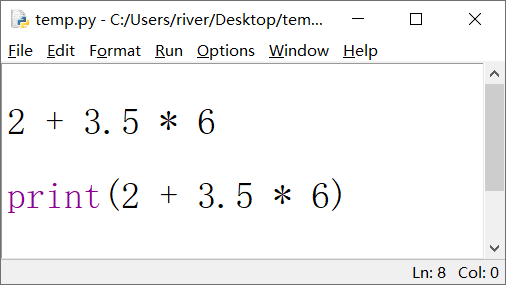 temp.py - C:/Users/river/Desktop/tem...
File Edit Format Run Options Window Help
2 + 3.5 * 6
print(2 + 3.5 * 6)
Ln: 8 Col: 0